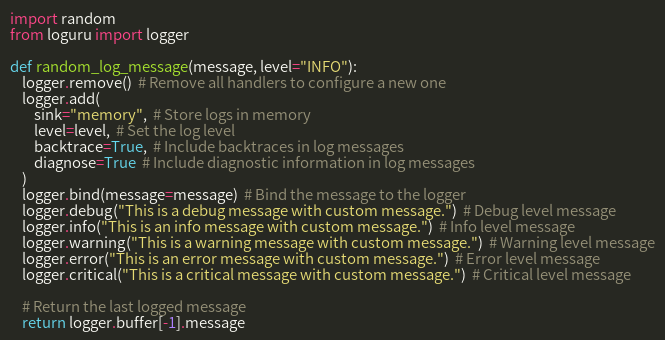 import random
from loguru import logger

def random_log_message(message, level="INFO"):
    logger.remove()  # Remove all handlers to configure a new one
    logger.add(
        sink="memory",  # Store logs in memory
        level=level,  # Set the log level
        backtrace=True,  # Include backtraces in log messages
        diagnose=True  # Include diagnostic information in log messages
    )
    logger.bind(message=message)  # Bind the message to the logger
    logger.debug("This is a debug message with custom message.")  # Debug level message
    logger.info("This is an info message with custom message.")  # Info level message
    logger.warning("This is a warning message with custom message.")  # Warning level message
    logger.error("This is an error message with custom message.")  # Error level message
    logger.critical("This is a critical message with custom message.")  # Critical level message

    # Return the last logged message
    return logger.buffer[-1].message